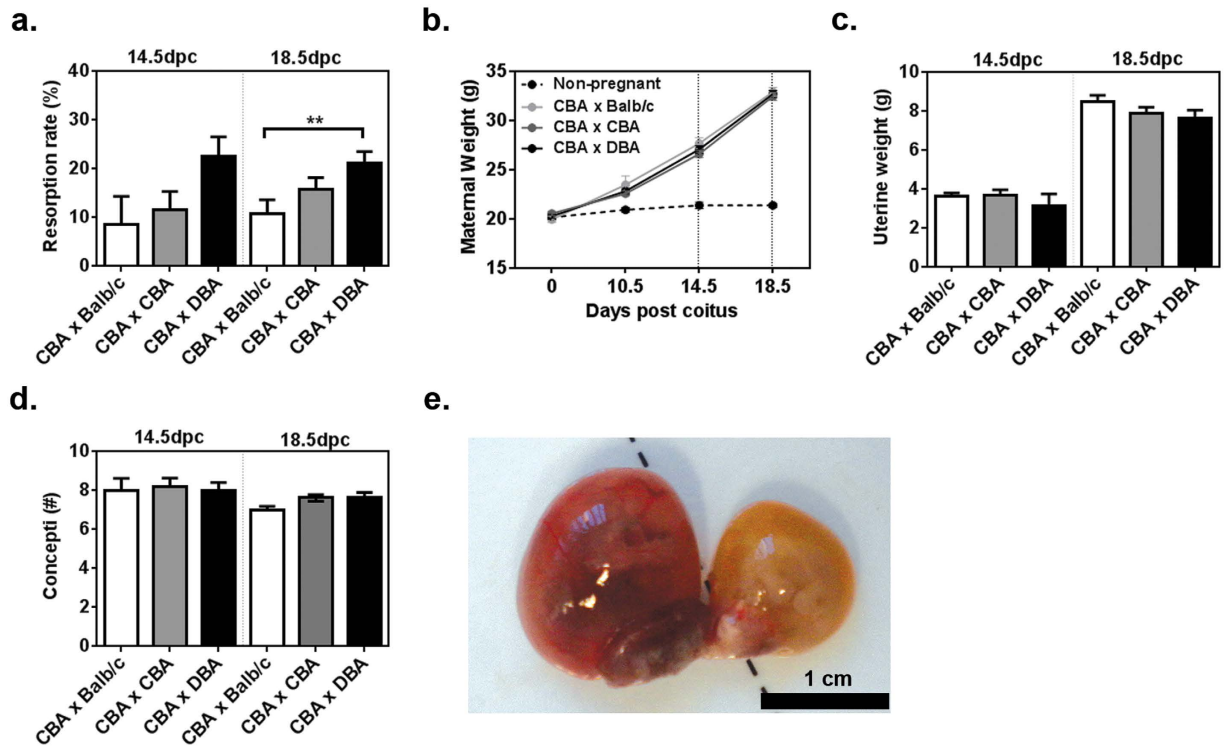 a.
14.5dpc 18.5dpc
Resorption rate (%)
40
30
20
10
0
**
CBA x Balb/c
CBA x CBA
CBA x DBA
CBA x Balb/c
CBA x CBA
CBA x DBA
b.
Maternal Weight (g)
35
30
25
20
15
Non-pregnant
CBA x Balb/c
CBA x CBA
CBA x DBA
0 10.5 14.5 18.5
Days post coitus
c.
14.5dpc 18.5dpc
Uterine weight (g)
10
8
6
4
2
0
CBA x Balb/c
CBA x CBA
CBA x DBA
CBA x Balb/c
CBA x CBA
CBA x DBA
d.
14.5dpc 18.5dpc
Concepti (#)
10
8
6
4
2
0
CBA x Balb/c
CBA x CBA
CBA x DBA
CBA x Balb/c
CBA x CBA
CBA x DBA
e.
1 cm